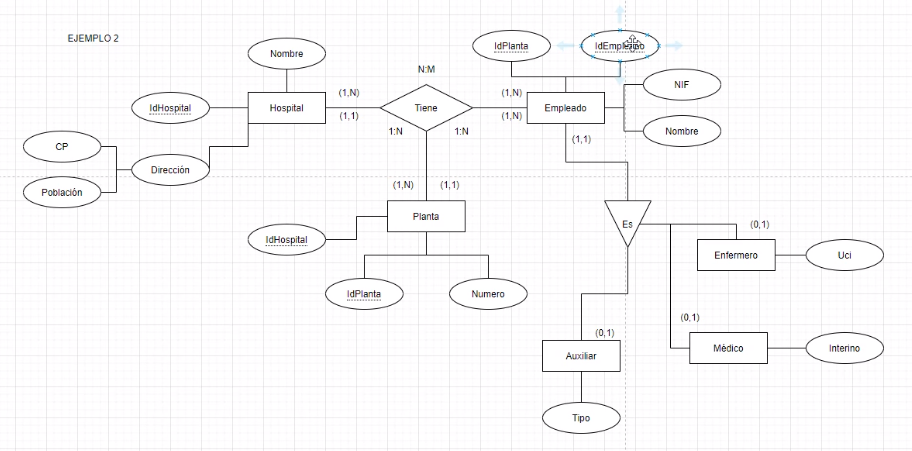 EJEMPLO 2
Nombre
IdPlanta
IdEmpleado
N:M
NIF
IdHospital
Hospital
(1,N)
(1,1)
Tiene
(1,N)
(1,N)
Empleado
1:N
1:N
Nombre
(1,1)
CP
Dirección
Población
(1,N)
(1,1)
Planta
Es
(0,1)
IdHospital
Enfermero
Uci
IdPlanta
Numero
(0,1)
(0,1)
Auxiliar
Médico
Interino
Tipo